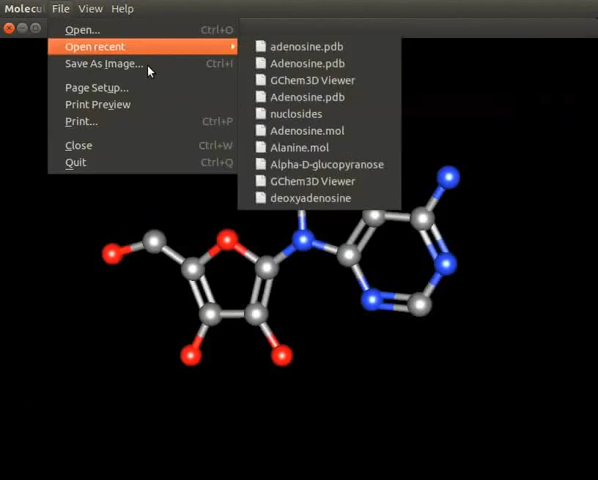 Molecu File View Help
Open... Ctrl+O
Open recent
Save As Image... Ctrl+I
Page Setup...
Print Preview
Print... Ctrl+P
Close Ctrl+W
Quit Ctrl+Q
adenosine.pdb
Adenosine.pdb
GChem3D Viewer
Adenosine.pdb
nuclosides
Adenosine.mol
Alanine.mol
Alpha-D-glucopyranose
GChem3D Viewer
deoxyadenosine